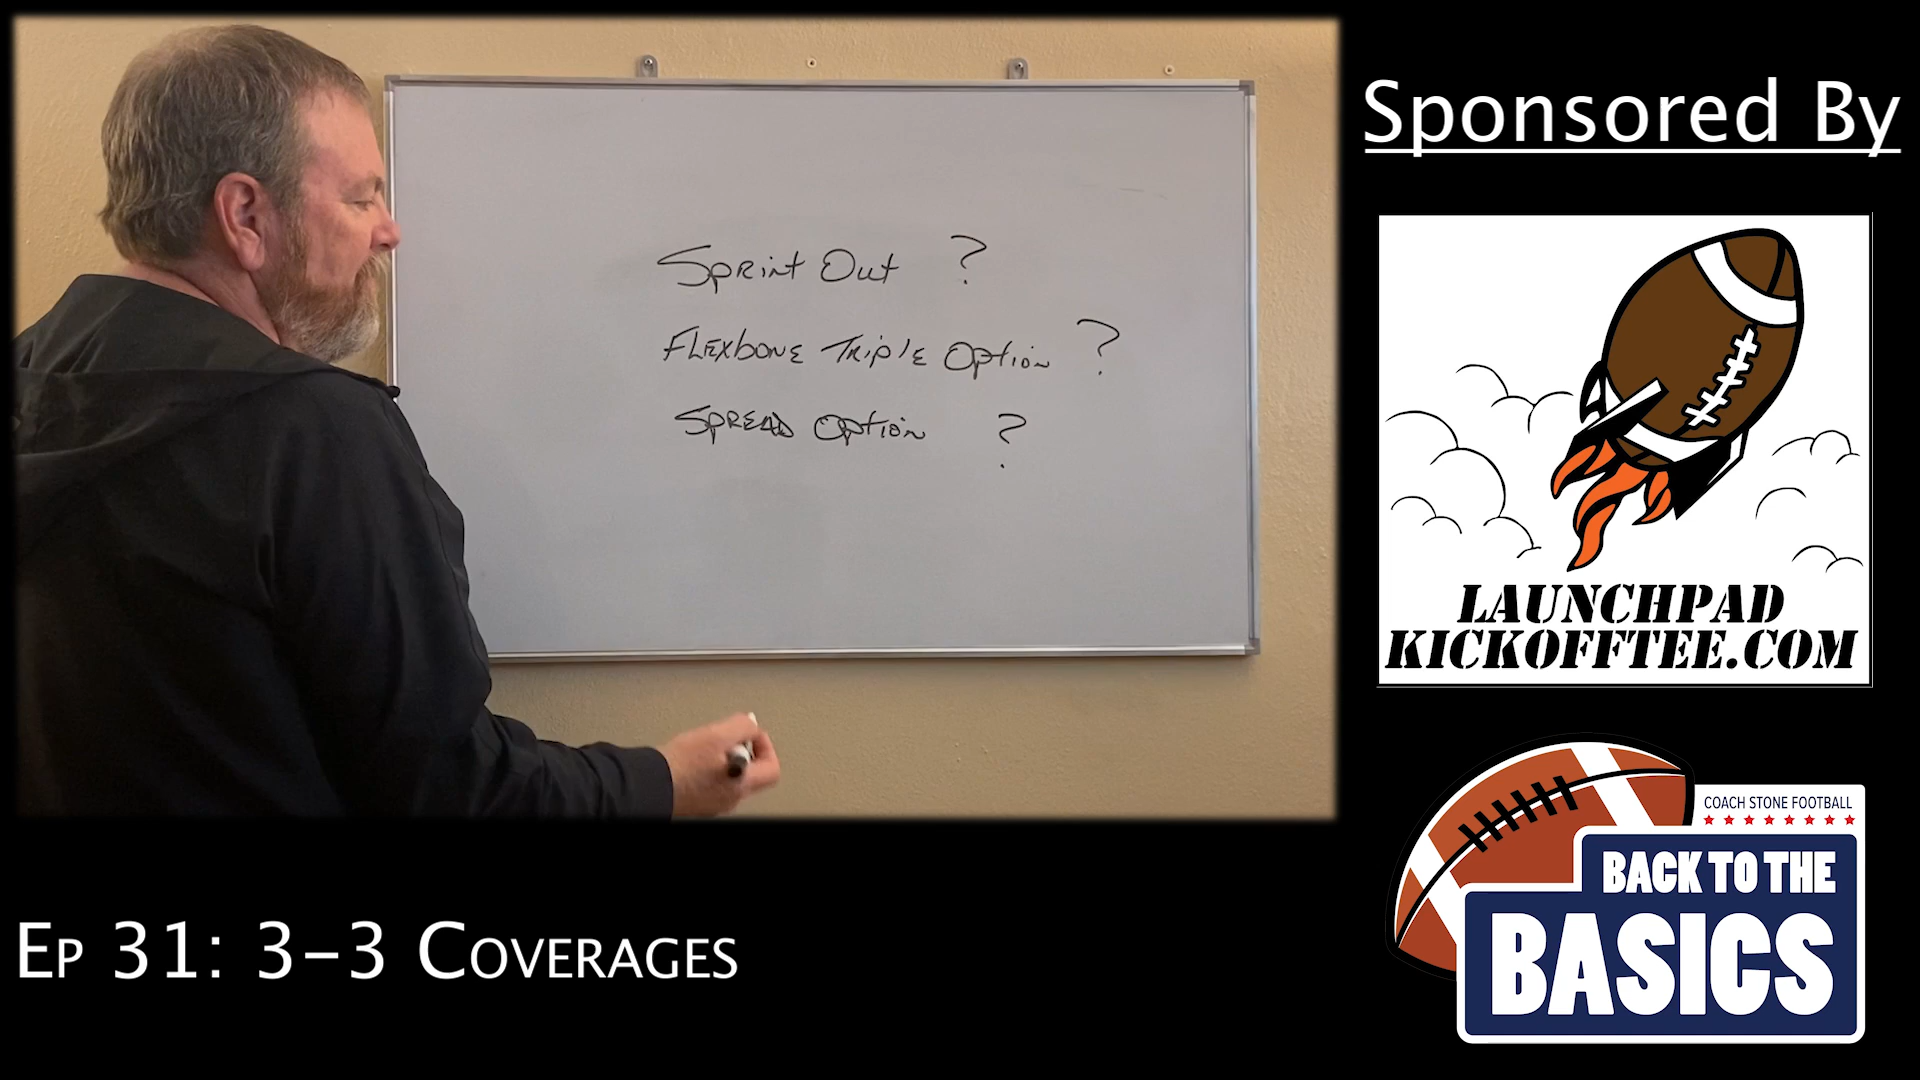 Sprint Out ?
Flexbone Triple Option ?
Spread Option ?
Sponsored By
LAUNCHPAD
KICKOFFTEE.COM
COACH STONE FOOTBALL
BACK TO THE
BASICS
Ep 31: 3-3 Coverages